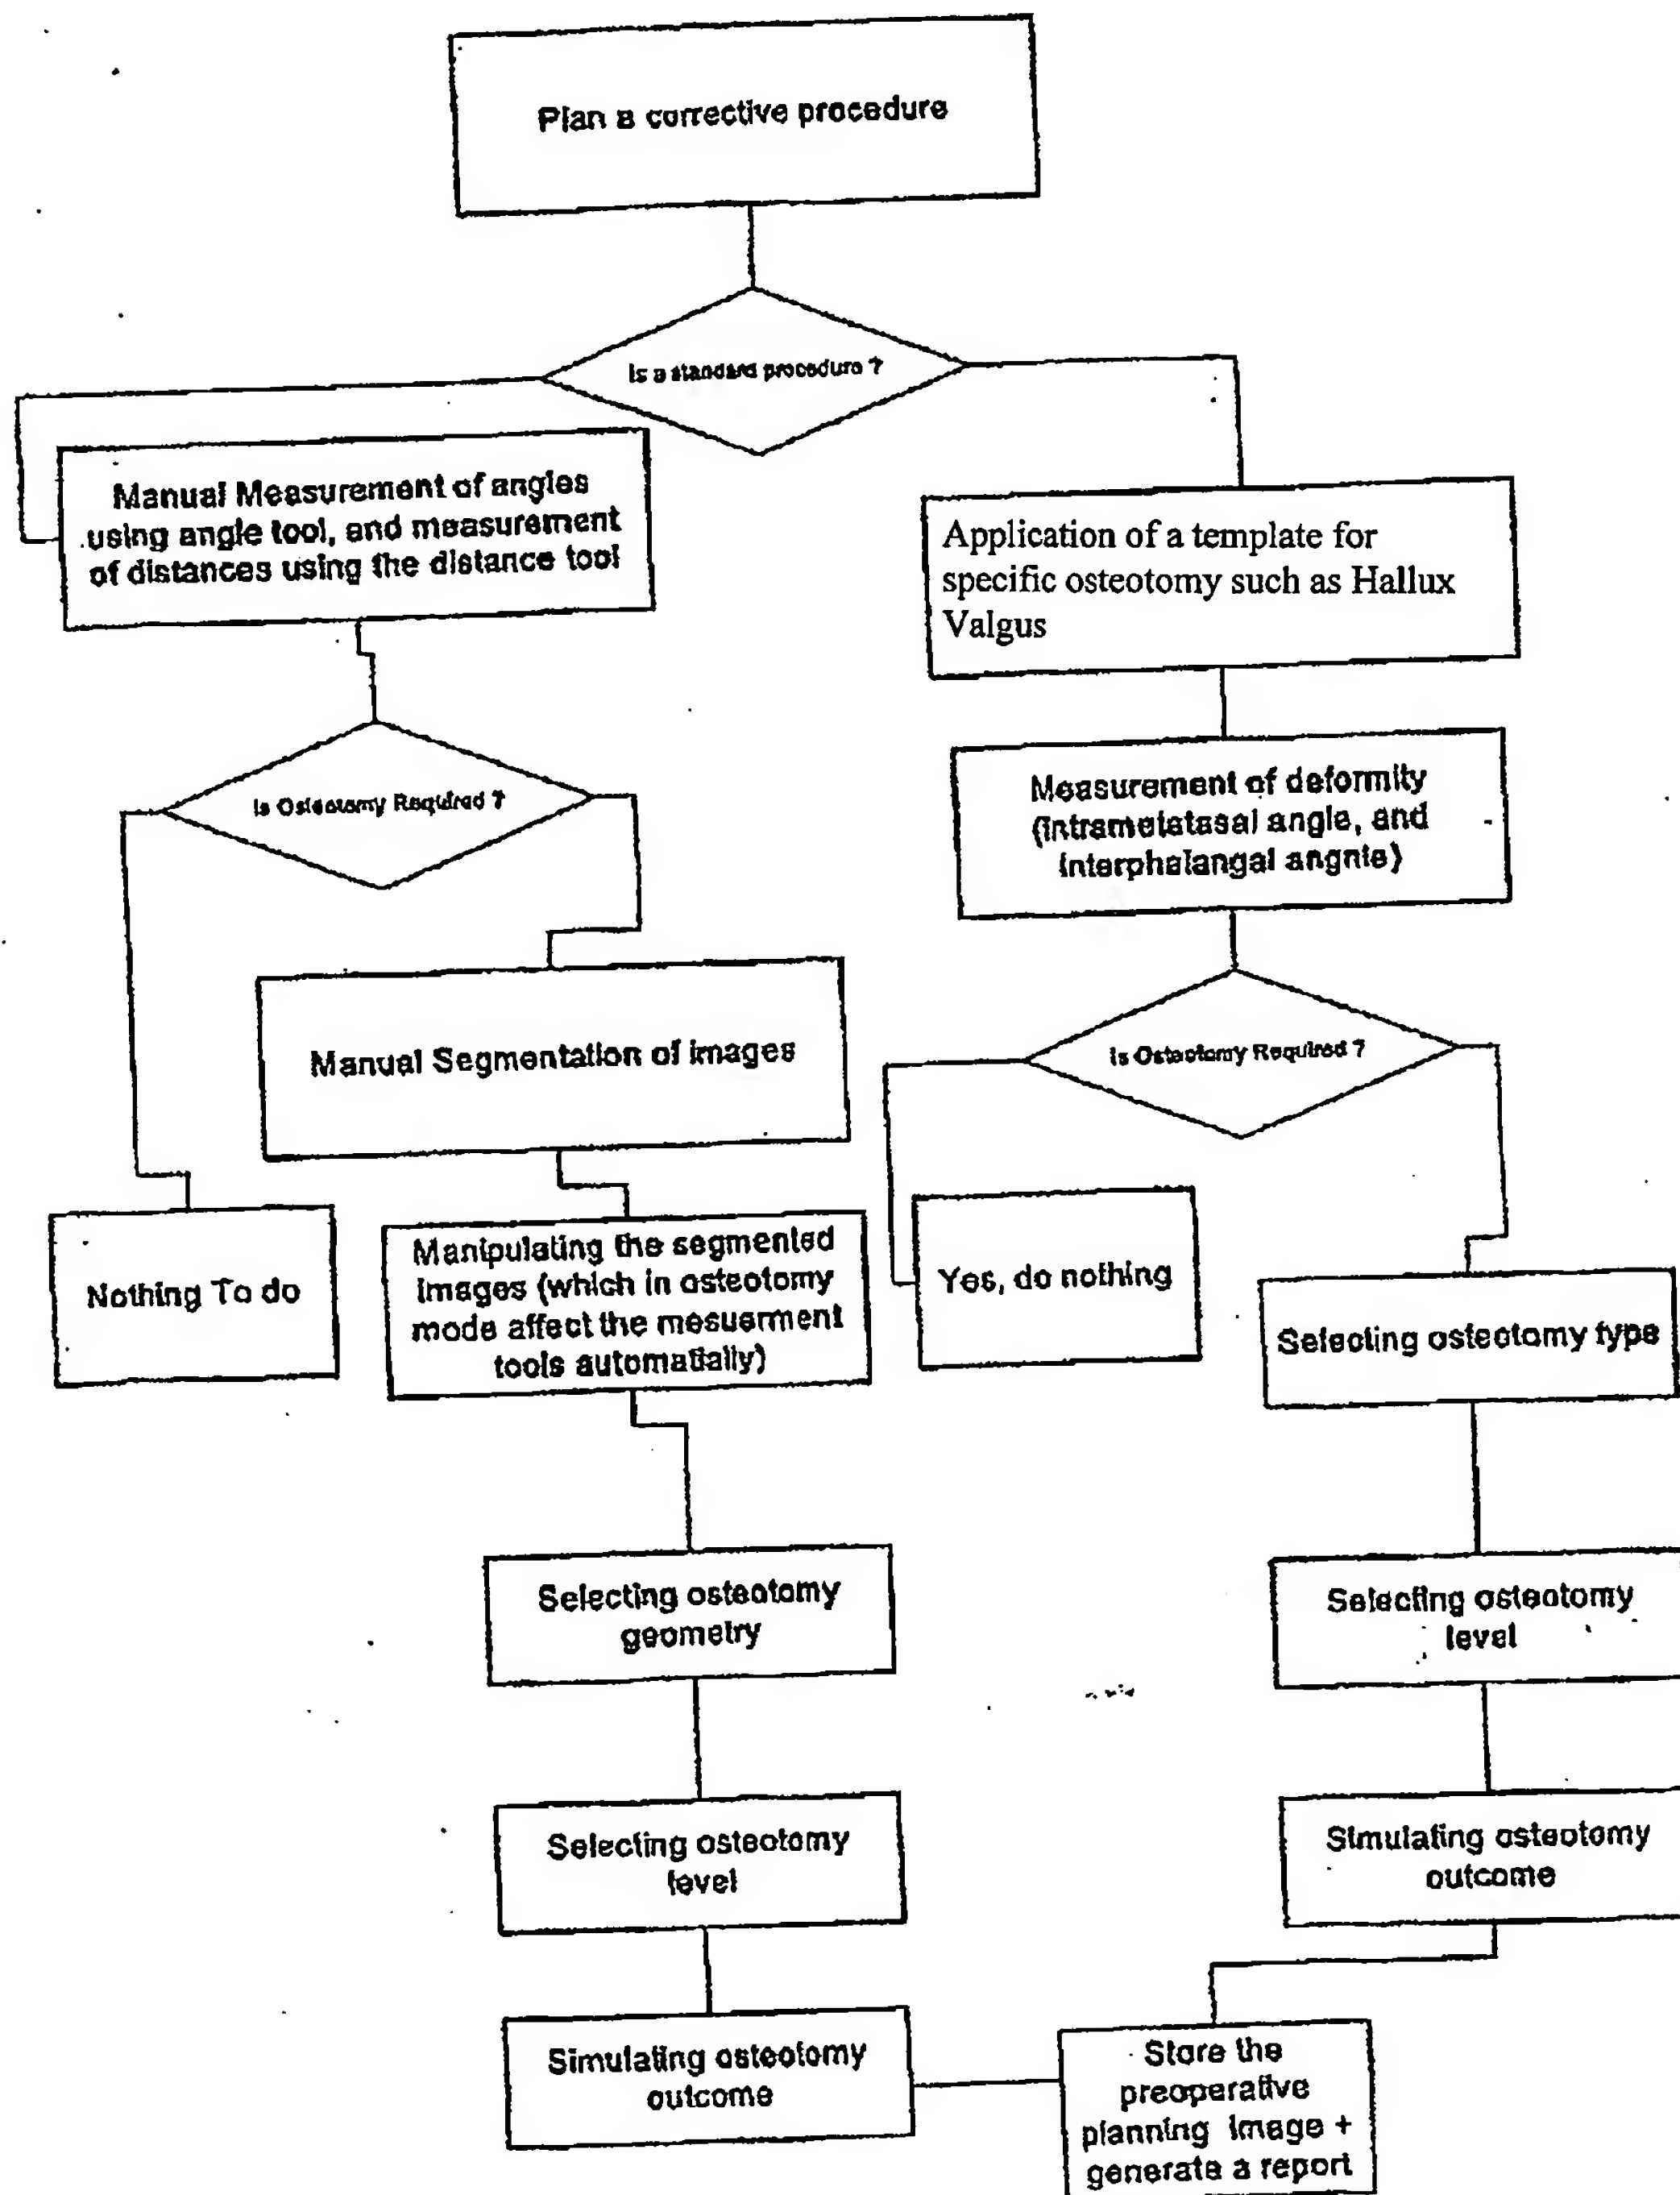 Plan a corrective procedure
Is a standard procedure ?
Manual Measurement of angles
using angle tool, and measurement
of distances using the distance tool
Application of a template for
specific osteotomy such as Hallux
Valgus
Is Osteotomy Required ?
Measurement of deformity
(intrametatasal angle, and
interphalangal angnle)
Manual Segmentation of images
Is Osteotomy Required ?
Nothing To do
Manipulating the segmented
images (which in osteotomy
mode affect the mesuerment
tools automatially)
Yes, do nothing
Selecting osteotomy type
Selecting osteotomy
geometry
Selecting osteotomy
level
Selecting osteotomy
level
Simulating osteotomy
outcome
Simulating osteotomy
outcome
Store the
preoperative
planning image +
generate a report